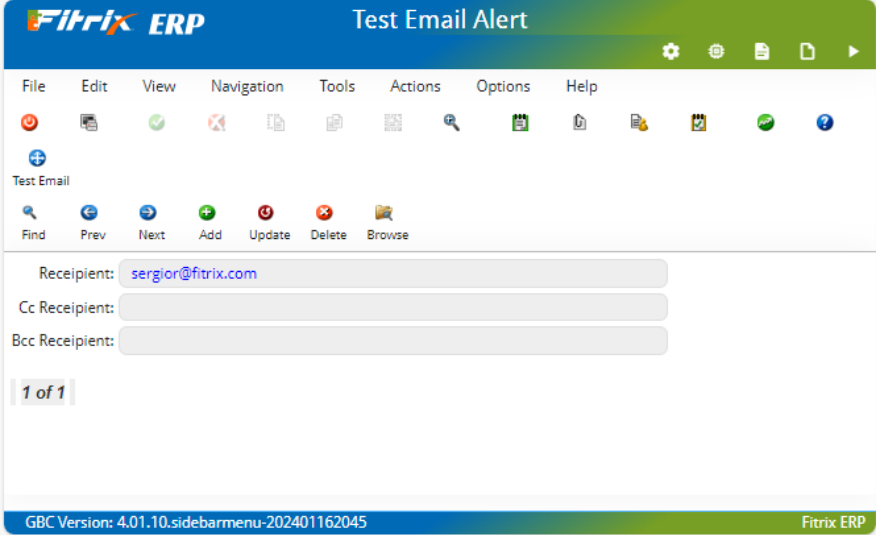 Fitrix ERP
Test Email Alert
File Edit View Navigation Tools Actions Options Help
Test Email
Find Prev Next Add Update Delete Browse
Receipient: sergior@fitrix.com
Cc Receipient:
Bcc Receipient:
1 of 1
GBC Version: 4.01.10.sidebarmenu-202401162045 Fitrix ERP